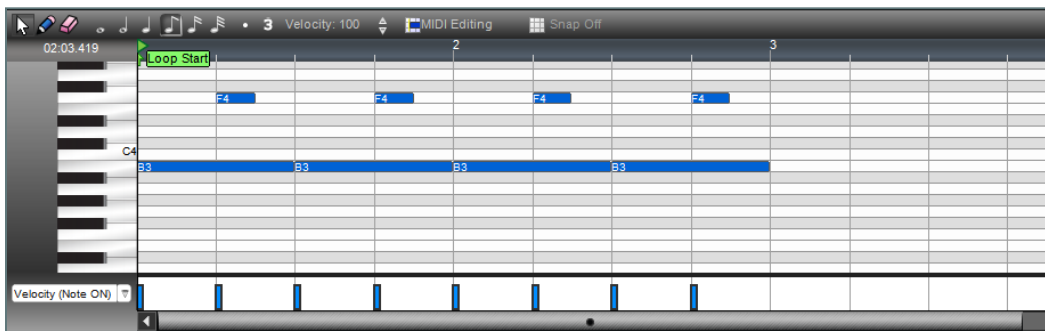 3 Velocity: 100 MIDI Editing Snap Off
02:03.419 2 3
Loop Start
F4 F4 F4 F4
C4
B3 B3 B3 B3
Velocity (Note ON)